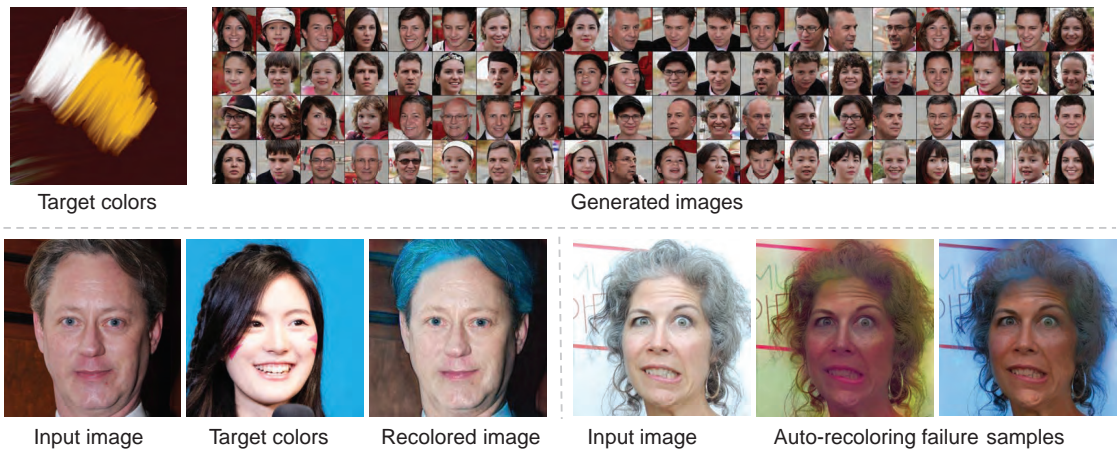 Target colors
Generated images
Input image
Target colors
Recolored image
Input image
Auto-recoloring failure samples